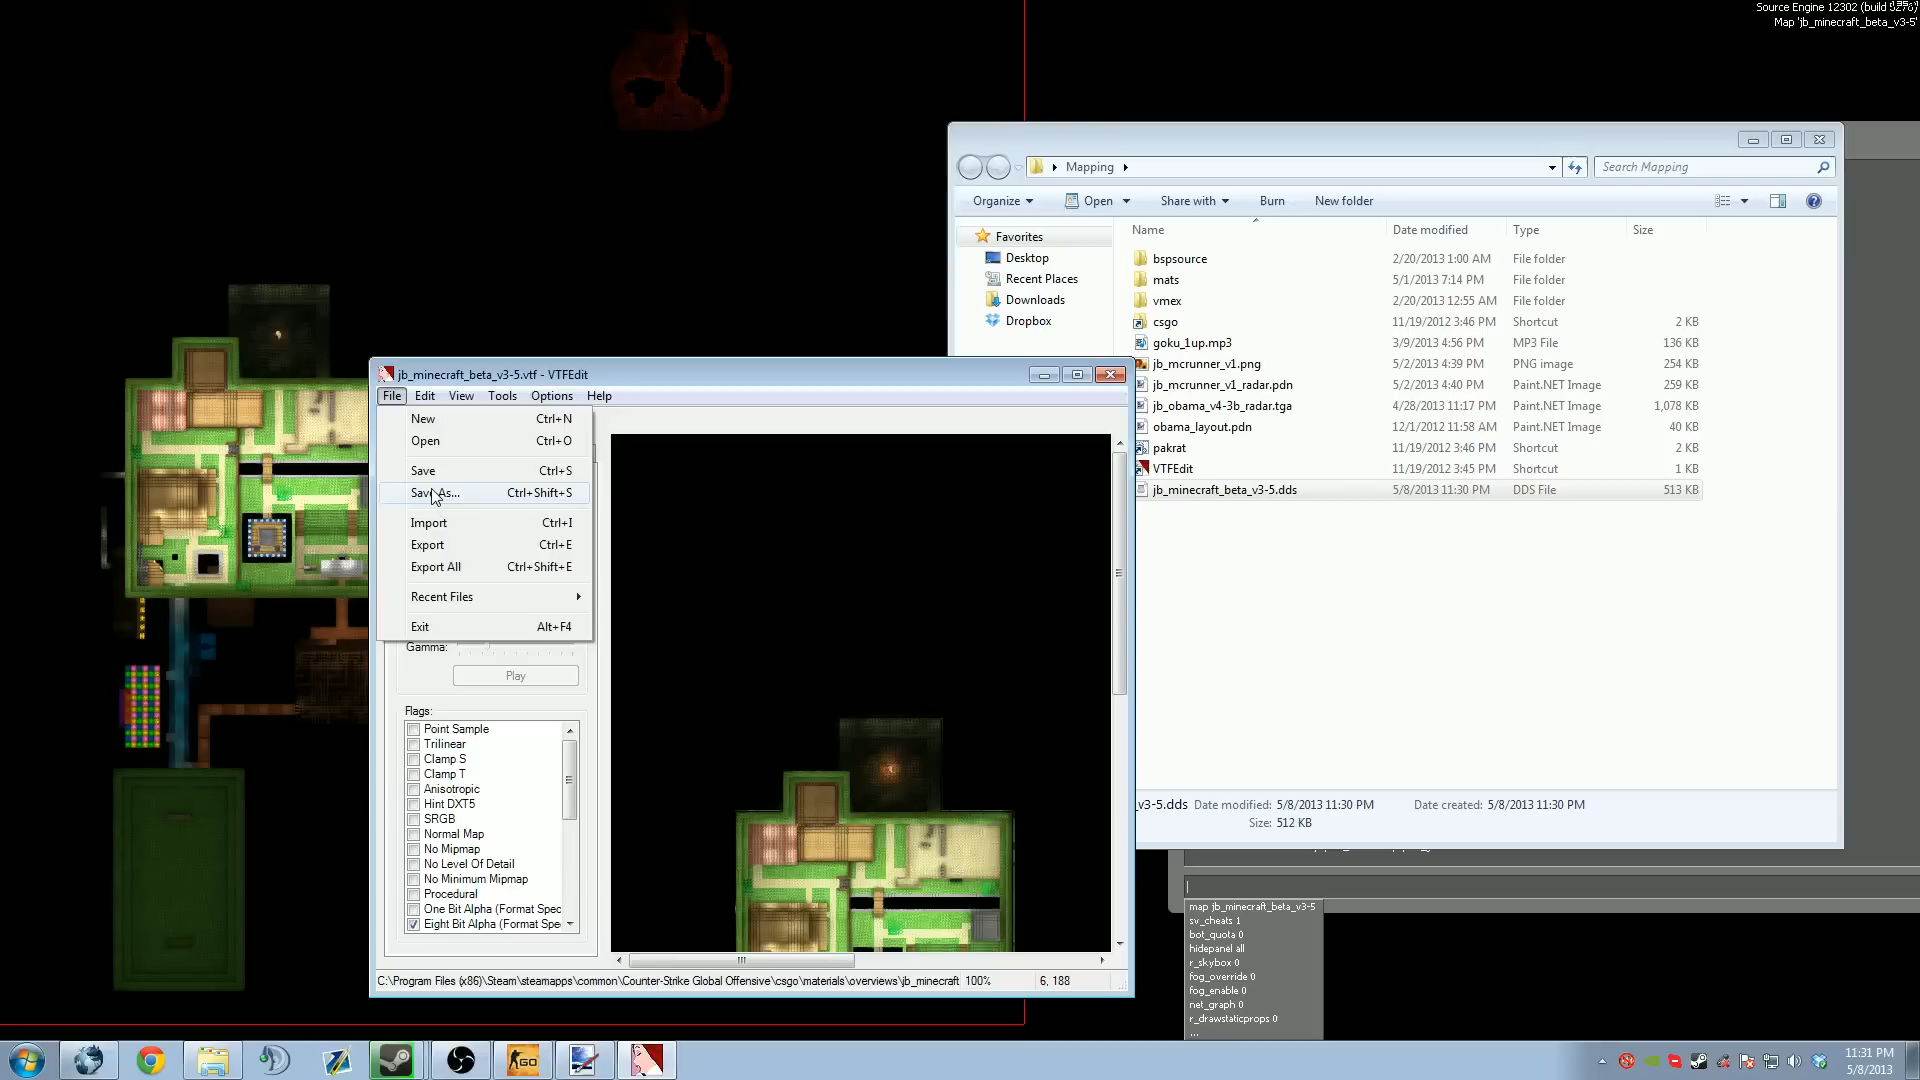 Source Engine 12302 (build
Map 'jb_minecraft_beta_v3-5'
Mapping
Search Mapping
Organize
Open
Share with
Burn
New folder
Name
Date modified
Type
Size
Favorites
Desktop
Recent Places
Downloads
Dropbox
bspsource 2/20/2013 1:00 AM File folder
mats 5/1/2013 7:14 PM File folder
vmex 2/20/2013 12:55 AM File folder
csgo 11/19/2012 3:46 PM Shortcut 2 KB
goku_1up.mp3 3/9/2013 4:56 PM MP3 File 136 KB
jb_mcrunner_v1.png 5/2/2013 4:39 PM PNG image 254 KB
jb_mcrunner_v1_radar.pdn 5/2/2013 4:40 PM Paint.NET Image 259 KB
jb_obama_v4-3b_radar.tga 4/28/2013 11:17 PM Paint.NET Image 1,078 KB
obama_layout.pdn 12/1/2012 11:58 AM Paint.NET Image 40 KB
pakrat 11/19/2012 3:46 PM Shortcut 2 KB
VTFEdit 11/19/2012 3:45 PM Shortcut 1 KB
jb_minecraft_beta_v3-5.dds 5/8/2013 11:30 PM DDS File 513 KB
_v3-5.dds Date modified: 5/8/2013 11:30 PM Date created: 5/8/2013 11:30 PM
Size: 512 KB
jb_minecraft_beta_v3-5.vtf - VTFEdit
File Edit View Tools Options Help
New Ctrl+N
Open Ctrl+O
Save Ctrl+S
Save As... Ctrl+Shift+S
Import Ctrl+I
Export Ctrl+E
Export All Ctrl+Shift+E
Recent Files
Exit Alt+F4
Gamma:
Play
Flags:
Point Sample
Trilinear
Clamp S
Clamp T
Anisotropic
Hint DXT5
SRGB
Normal Map
No Mipmap
No Level Of Detail
No Minimum Mipmap
Procedural
One Bit Alpha (Format Spec
Eight Bit Alpha (Format Spe
C:\Program Files (x86)\Steam\steamapps\common\Counter-Strike Global Offensive\csgo\materials\overviews\jb_minecraft 100% 6, 188
map jb_minecraft_beta_v3-5
sv_cheats 1
bot_quota 0
hidepanel all
r_skybox 0
fog_override 0
fog_enable 0
net_graph 0
r_drawstaticprops 0
...
GO
11:31 PM
5/8/2013